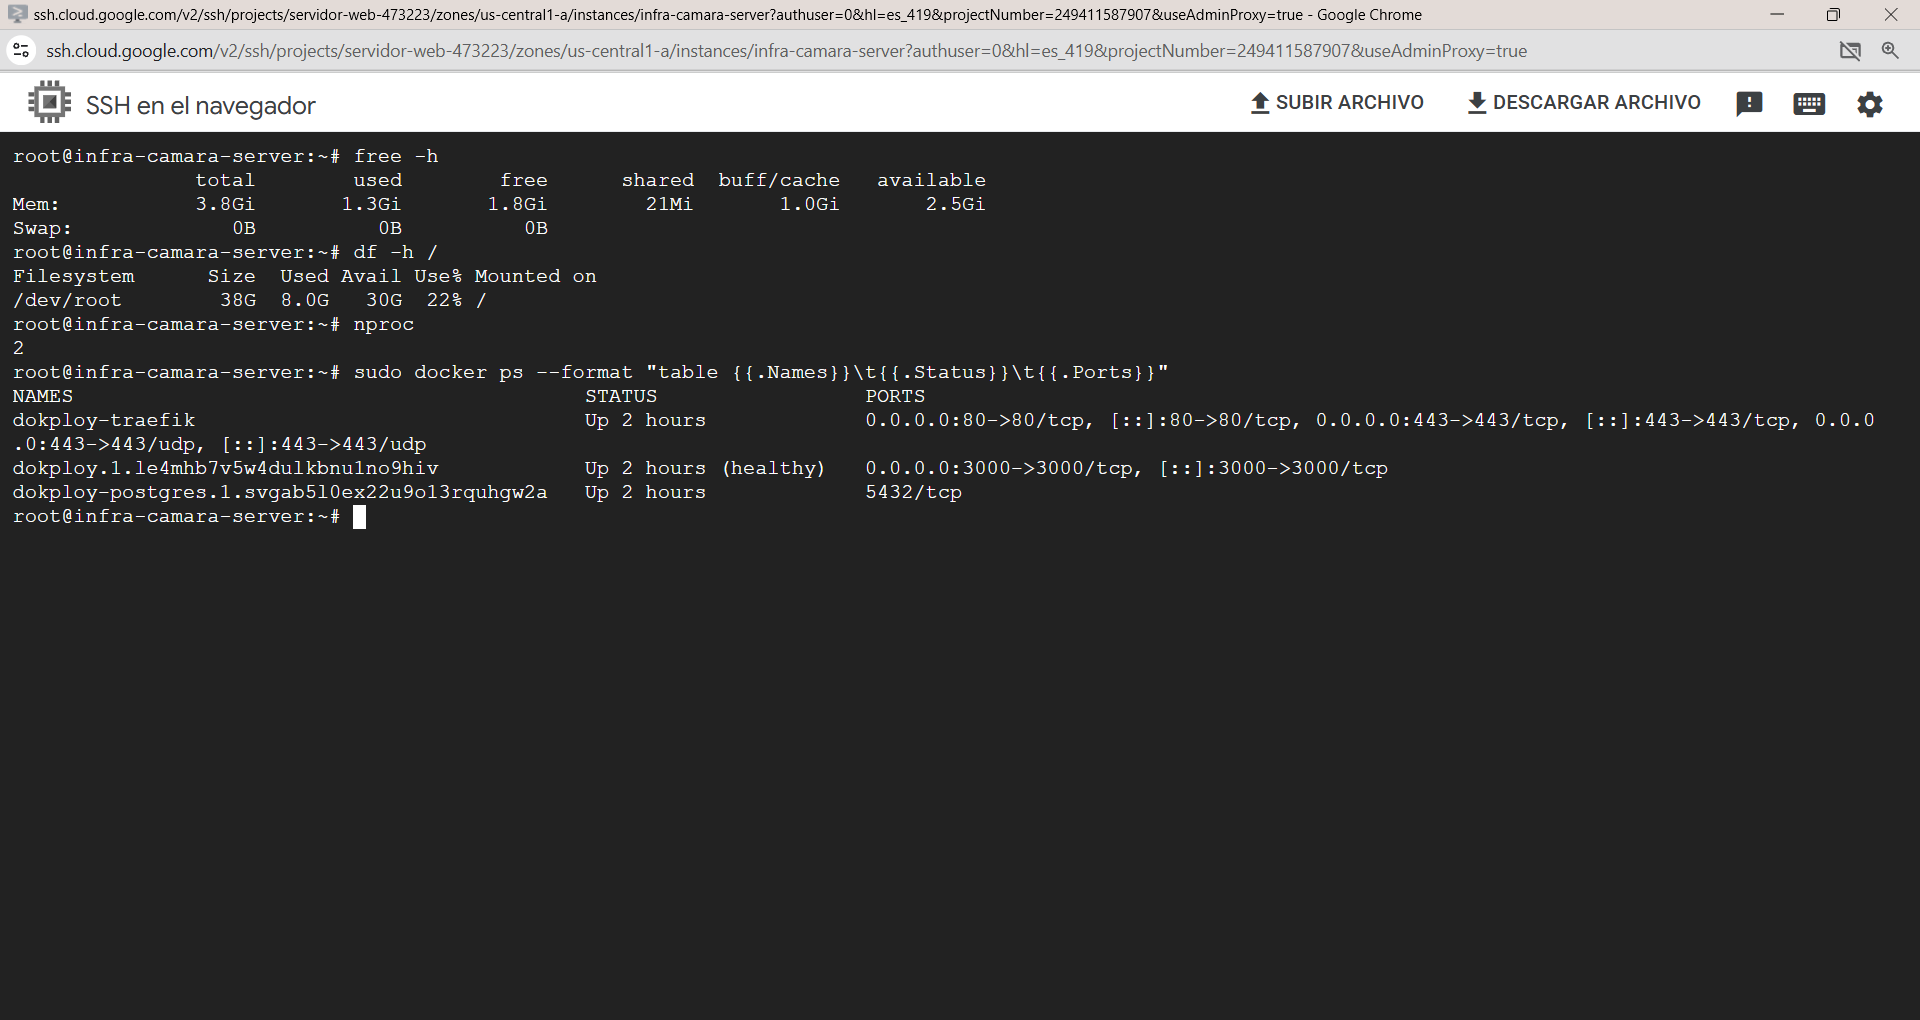 ssh.cloud.google.com/v2/ssh/projects/servidor-web-473223/zones/us-central1-a/instances/infra-camara-server?authuser=0&hl=es_419&projectNumber=249411587907&useAdminProxy=true - Google Chrome
ssh.cloud.google.com/v2/ssh/projects/servidor-web-473223/zones/us-central1-a/instances/infra-camara-server?authuser=0&hl=es_419&projectNumber=249411587907&useAdminProxy=true
SSH en el navegador
SUBIR ARCHIVO
DESCARGAR ARCHIVO
root@infra-camara-server:~# free -h
total used free shared buff/cache available
Mem: 3.8Gi 1.3Gi 1.8Gi 21Mi 1.0Gi 2.5Gi
Swap: 0B 0B 0B
root@infra-camara-server:~# df -h /
Filesystem Size Used Avail Use% Mounted on
/dev/root 38G 8.0G 30G 22% /
root@infra-camara-server:~# nproc
2
root@infra-camara-server:~# sudo docker ps --format "table {{.Names}}\t{{.Status}}\t{{.Ports}}"
NAMES STATUS PORTS
dokploy-traefik Up 2 hours 0.0.0.0:80->80/tcp, [::]:80->80/tcp, 0.0.0.0:443->443/tcp, [::]:443->443/tcp, 0.0.0
.0:443->443/udp, [::]:443->443/udp
dokploy.1.le4mhb7v5w4dulkbnu1no9hiv Up 2 hours (healthy) 0.0.0.0:3000->3000/tcp, [::]:3000->3000/tcp
dokploy-postgres.1.svgab5l0ex22u9o13rquhgw2a Up 2 hours 5432/tcp
root@infra-camara-server:~#